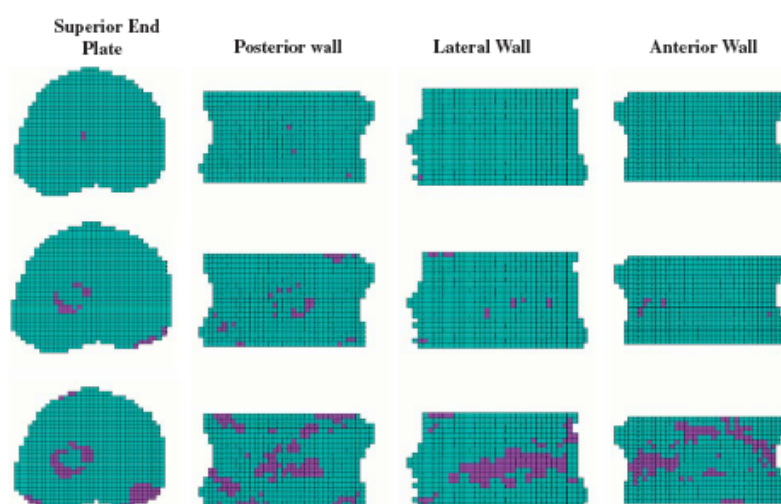 Superior End
Plate
Posterior wall
Lateral Wall
Anterior Wall